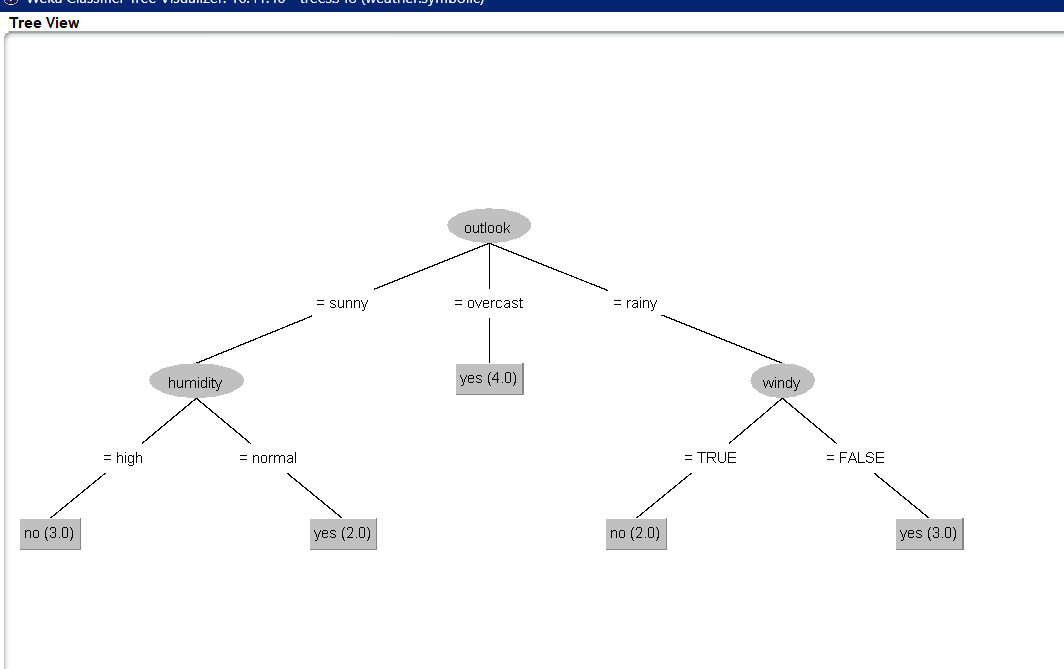 Tree View
outlook
= sunny
= overcast
= rainy
humidity
yes (4.0)
windy
= high
= normal
= TRUE
= FALSE
no (3.0)
yes (2.0)
no (2.0)
yes (3.0)